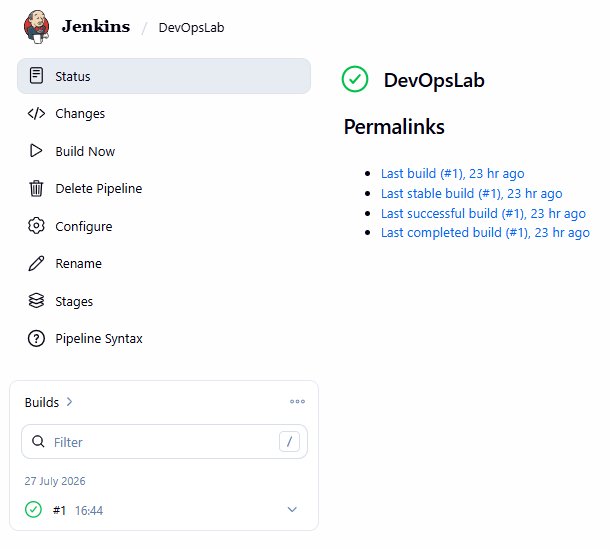 Jenkins / DevOpsLab
Status
Changes
Build Now
Delete Pipeline
Configure
Rename
Stages
Pipeline Syntax
Builds
Filter /
27 July 2026
#1 16:44
DevOpsLab
Permalinks
Last build (#1), 23 hr ago
Last stable build (#1), 23 hr ago
Last successful build (#1), 23 hr ago
Last completed build (#1), 23 hr ago